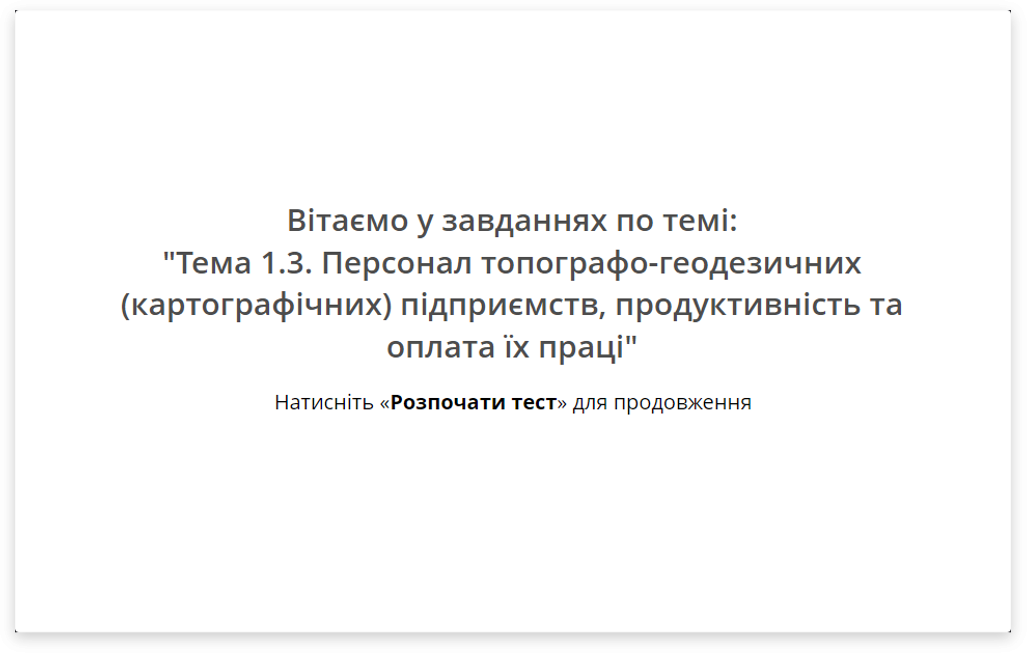 Вітаємо у завданнях по темі:
"Тема 1.3. Персонал топографо-геодезичних
(картографічних) підприємств, продуктивність та
оплата їх праці"
Натисніть «Розпочати тест» для продовження